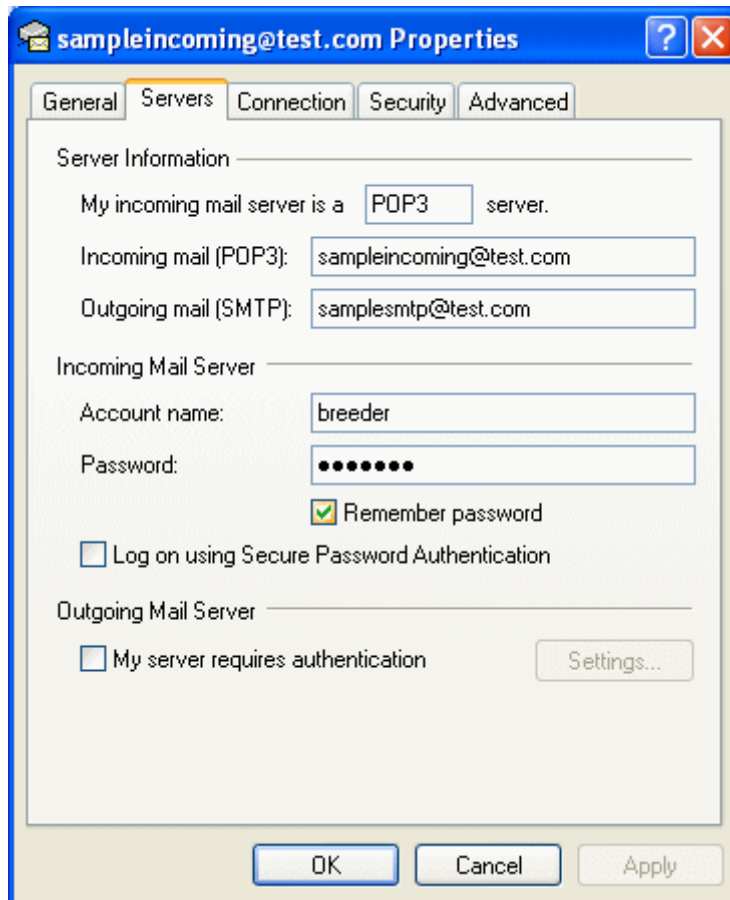 sampleincoming@test.com Properties
General Servers Connection Security Advanced
Server Information
My incoming mail server is a POP3 server.
Incoming mail (POP3): sampleincoming@test.com
Outgoing mail (SMTP): samplesmtp@test.com
Incoming Mail Server
Account name: breeder
Password: •••••••
Remember password
Log on using Secure Password Authentication
Outgoing Mail Server
My server requires authentication Settings...
OK Cancel Apply